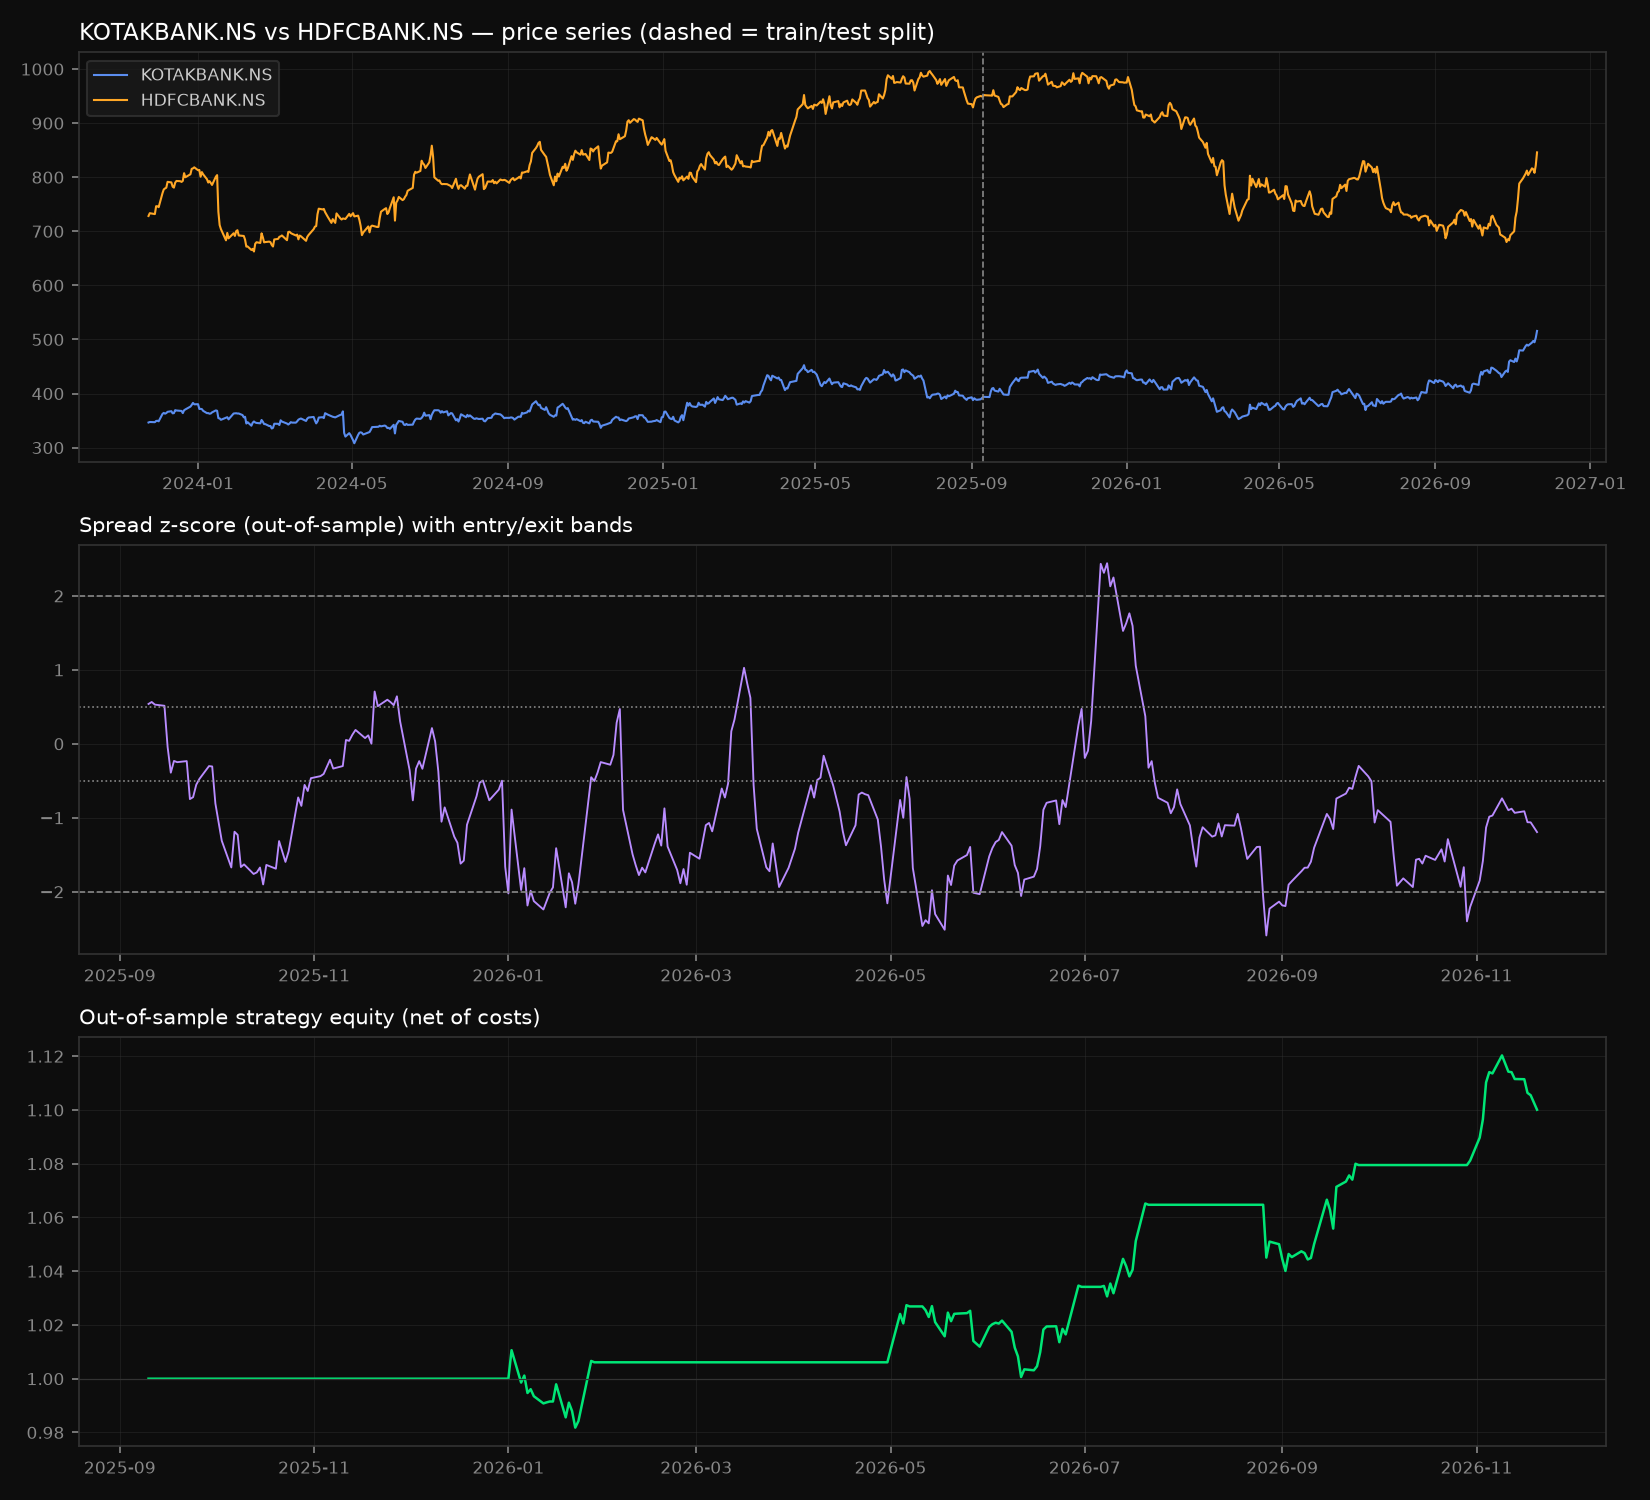 KOTAKBANK.NS vs HDFCBANK.NS — price series (dashed = train/test split)
KOTAKBANK.NS
HDFCBANK.NS
1000
900
800
700
600
500
400
300
2024-01 2024-05 2024-09 2025-01 2025-05 2025-09 2026-01 2026-05 2026-09 2027-01
Spread z-score (out-of-sample) with entry/exit bands
2
1
0
−1
−2
2025-09 2025-11 2026-01 2026-03 2026-05 2026-07 2026-09 2026-11
Out-of-sample strategy equity (net of costs)
1.12
1.10
1.08
1.06
1.04
1.02
1.00
0.98
2025-09 2025-11 2026-01 2026-03 2026-05 2026-07 2026-09 2026-11